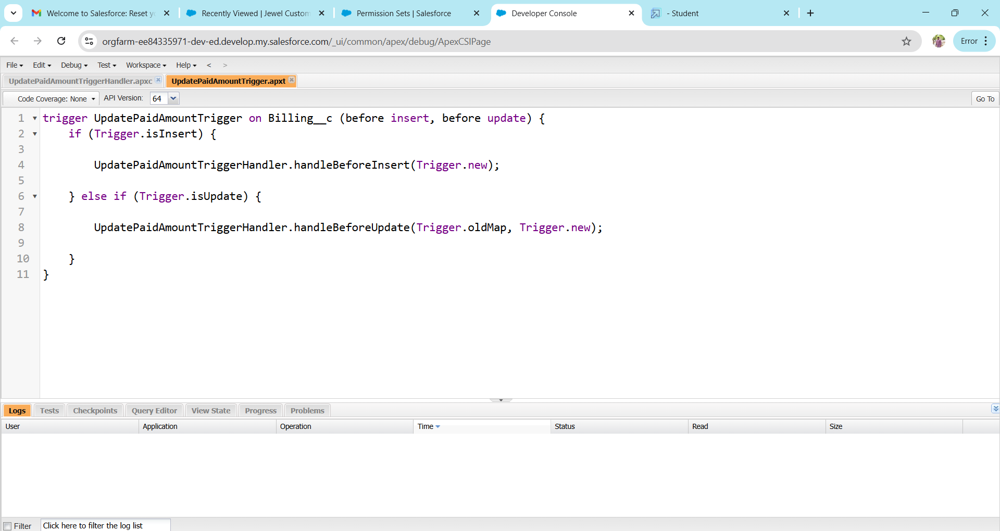 Welcome to Salesforce: Reset yo
Recently Viewed | Jewel Custom
Permission Sets | Salesforce
Developer Console
- Student
orgfarm-ee84335971-dev-ed.develop.my.salesforce.com/_ui/common/apex/debug/ApexCSIPage
Error
File Edit Debug Test Workspace Help < >
UpdatePaidAmountTriggerHandler.apxc UpdatePaidAmountTrigger.apxt
Code Coverage: None API Version: 64 Go To
1 trigger UpdatePaidAmountTrigger on Billing__c (before insert, before update) {
2 if (Trigger.isInsert) {
3
4 UpdatePaidAmountTriggerHandler.handleBeforeInsert(Trigger.new);
5
6 } else if (Trigger.isUpdate) {
7
8 UpdatePaidAmountTriggerHandler.handleBeforeUpdate(Trigger.oldMap, Trigger.new);
9
10 }
11 }
Logs Tests Checkpoints Query Editor View State Progress Problems
User Application Operation Time Status Read Size
Filter Click here to filter the log list